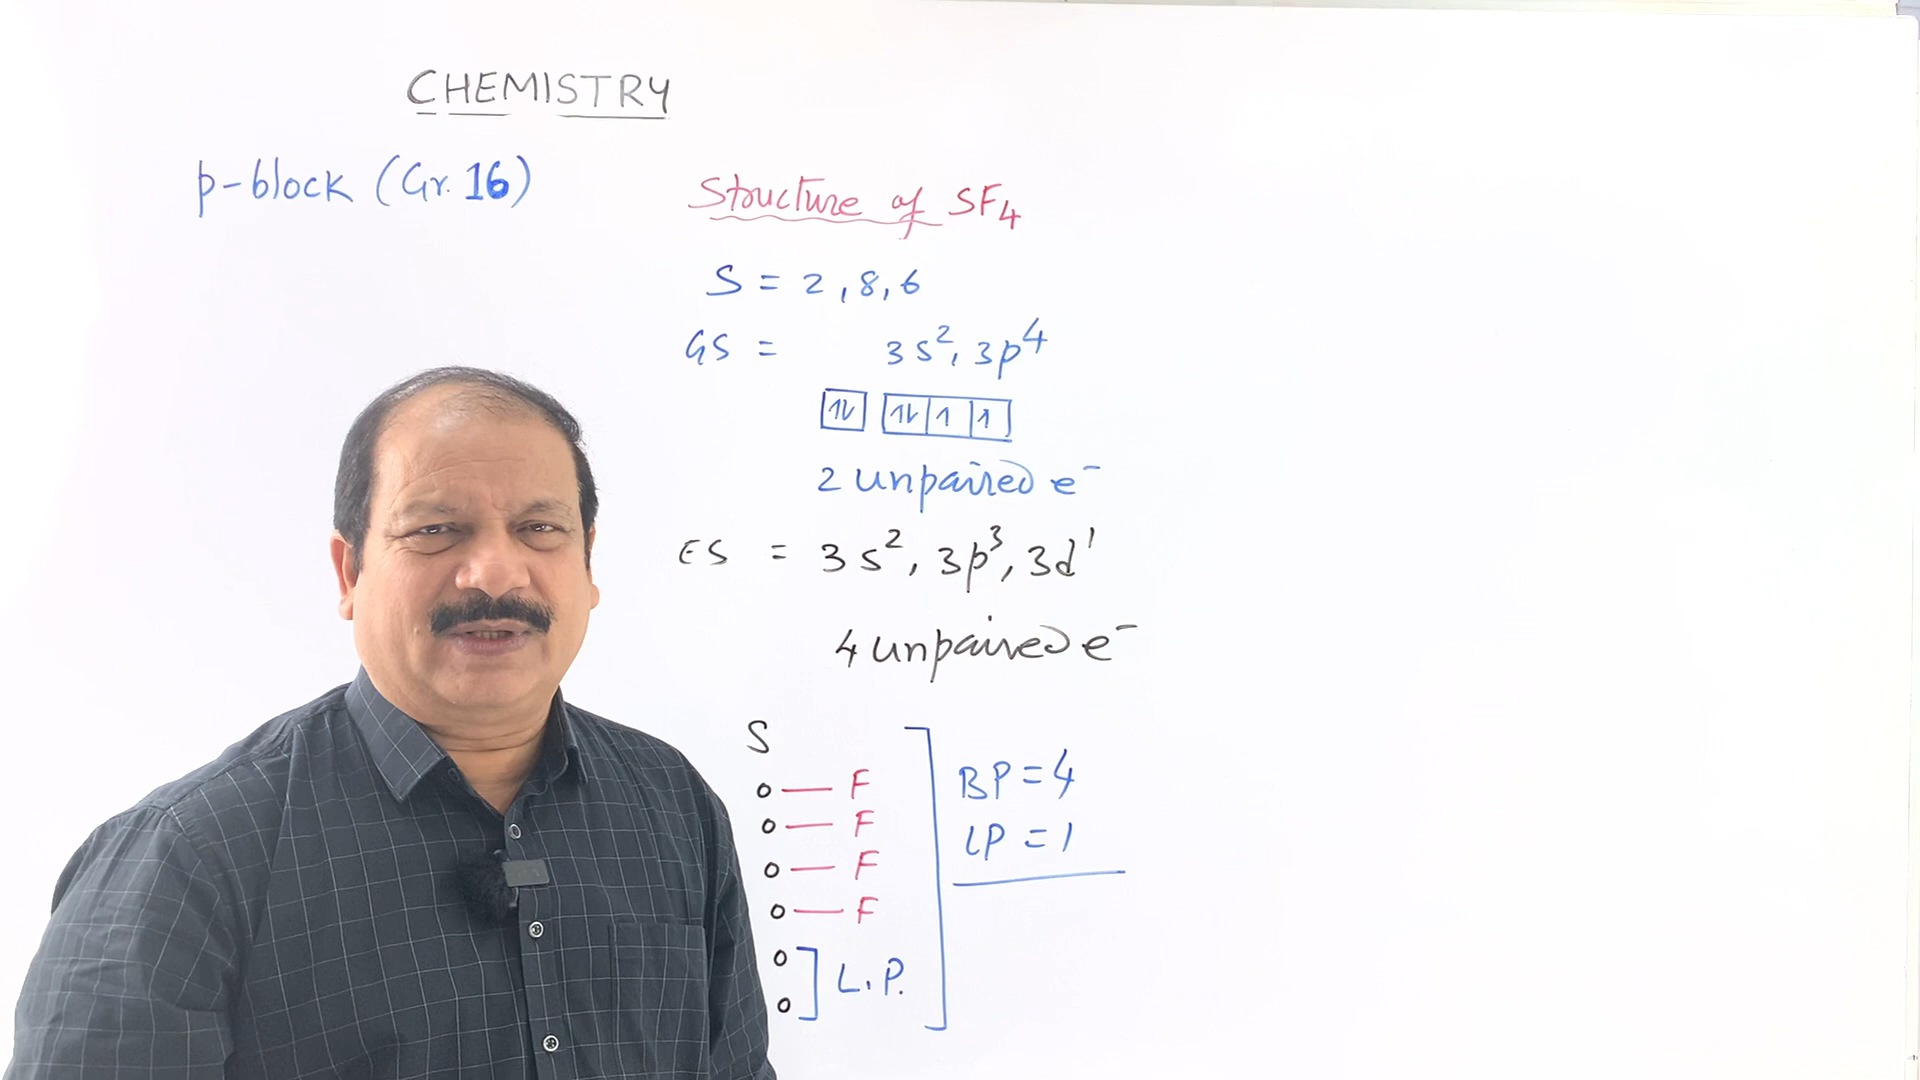 CHEMISTRY
p-block (Gr. 16)
Structure of SF₄
S = 2, 8, 6
GS = 3s², 3p⁴
⥮ ⥮ ↿ ↿
2 unpaired e⁻
ES = 3s², 3p³, 3d¹
4 unpaired e⁻
S
o — F
o — F
o — F
o — F
o
o ] L.P.
BP = 4
LP = 1